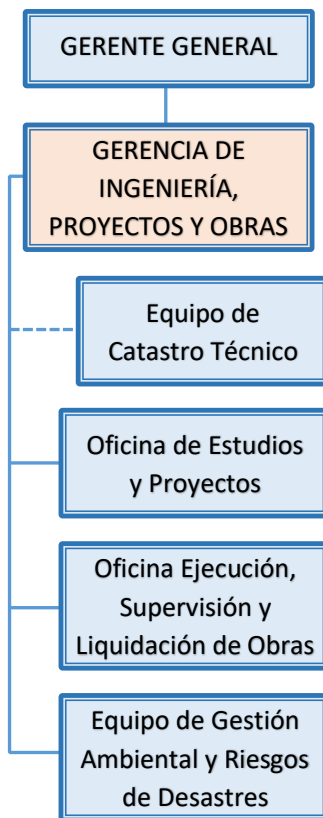 GERENTE GENERAL
GERENCIA DE
INGENIERÍA,
PROYECTOS Y OBRAS
Equipo de
Catastro Técnico
Oficina de Estudios
y Proyectos
Oficina Ejecución,
Supervisión y
Liquidación de Obras
Equipo de Gestión
Ambiental y Riesgos
de Desastres